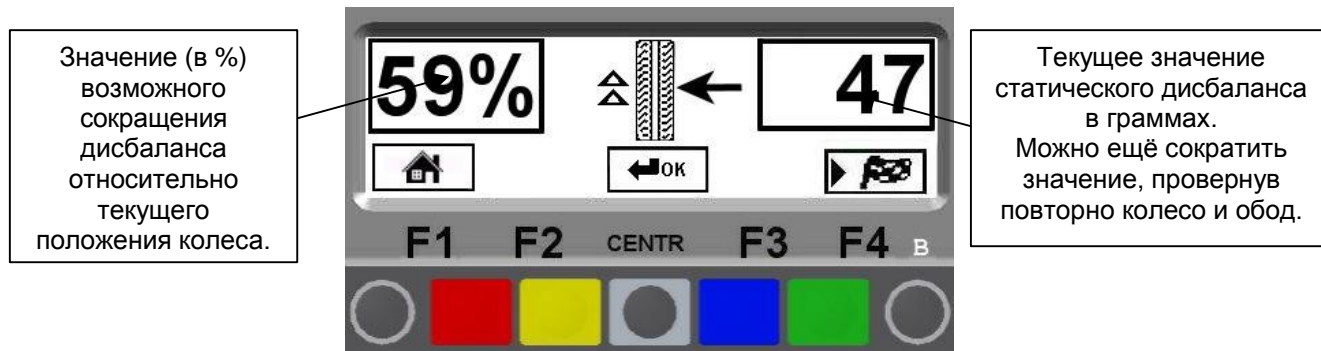 Значение (в %)
возможного
сокращения
дисбаланса
относительно
текущего
положения колеса.
59%
47
OK
F1 F2 CENTR F3 F4 B
Текущее значение
статического дисбаланса
в граммах.
Можно ещё сократить
значение, провернув
повторно колесо и обод.